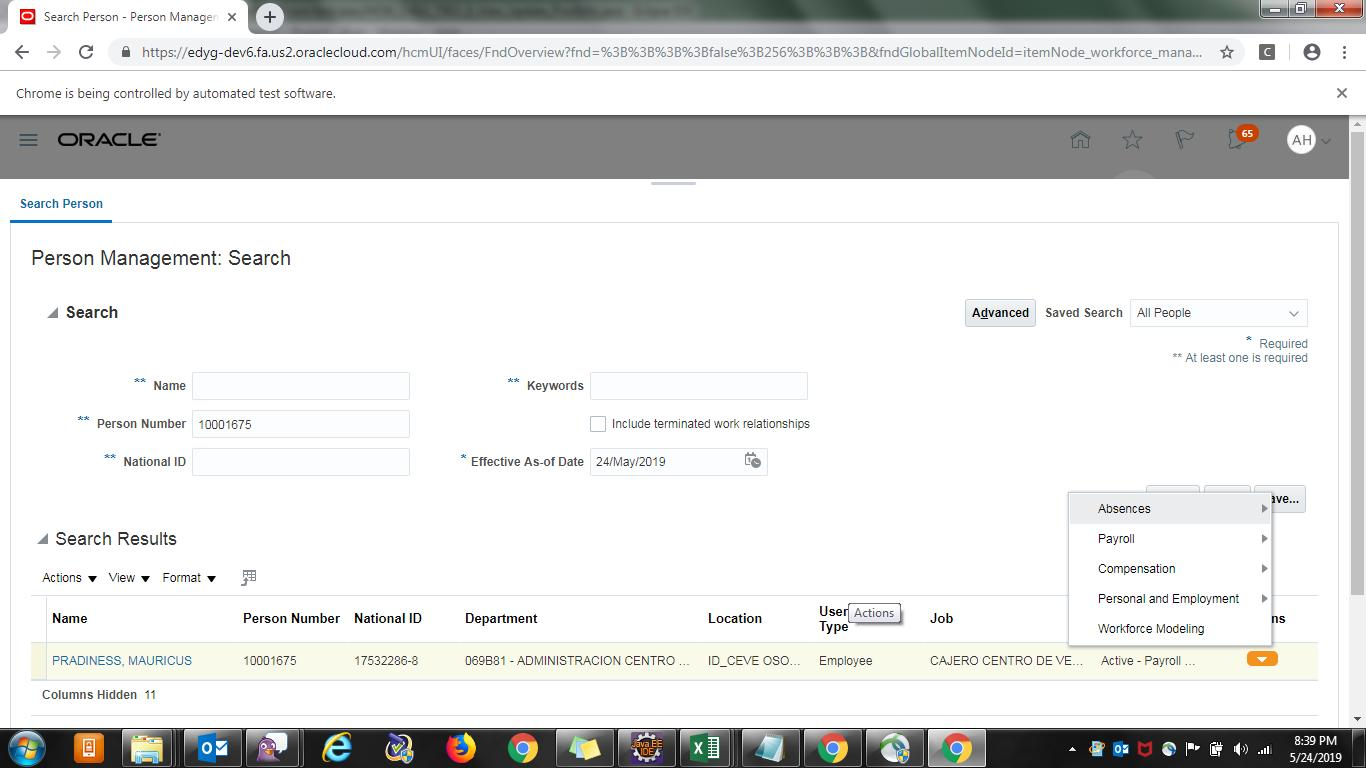 Search Person - Person Managen
https://edyg-dev6.fa.us2.oraclecloud.com/hcmUI/faces/FndOverview?fnd=%3B%3B%3B%3Bfalse%3B256%3B%3B%3B&fndGlobalItemNodeId=itemNode_workforce_mana...
Chrome is being controlled by automated test software.
ORACLE
65
AH
Search Person
Person Management: Search
Search
Advanced Saved Search All People
* Required
** At least one is required
** Name
** Keywords
** Person Number 10001675
Include terminated work relationships
** National ID
* Effective As-of Date 24/May/2019
ave...
Absences
Payroll
Compensation
Personal and Employment
Workforce Modeling
Search Results
Actions View Format
Name Person Number National ID Department Location User Type Job ns
Actions
PRADINESS, MAURICUS 10001675 17532286-8 069B81 - ADMINISTRACION CENTRO ... ID_CEVE OSO... Employee CAJERO CENTRO DE VE... Active - Payroll ...
Columns Hidden 11
8:39 PM
5/24/2019